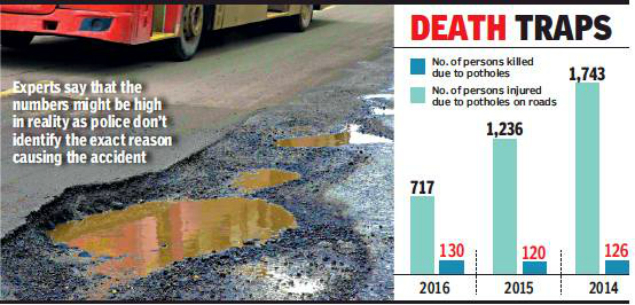 Experts say that the
numbers might be high
in reality as police don't
identify the exact reason
causing the accident
DEATH TRAPS
No. of persons killed
due to potholes
No. of persons injured
due to potholes on roads
717
130
2016
1,236
120
2015
1,743
126
2014